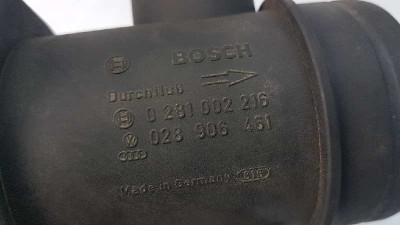 BOSCH
Durchfluß
0 281 002 216
028 906 461
Made in Germany